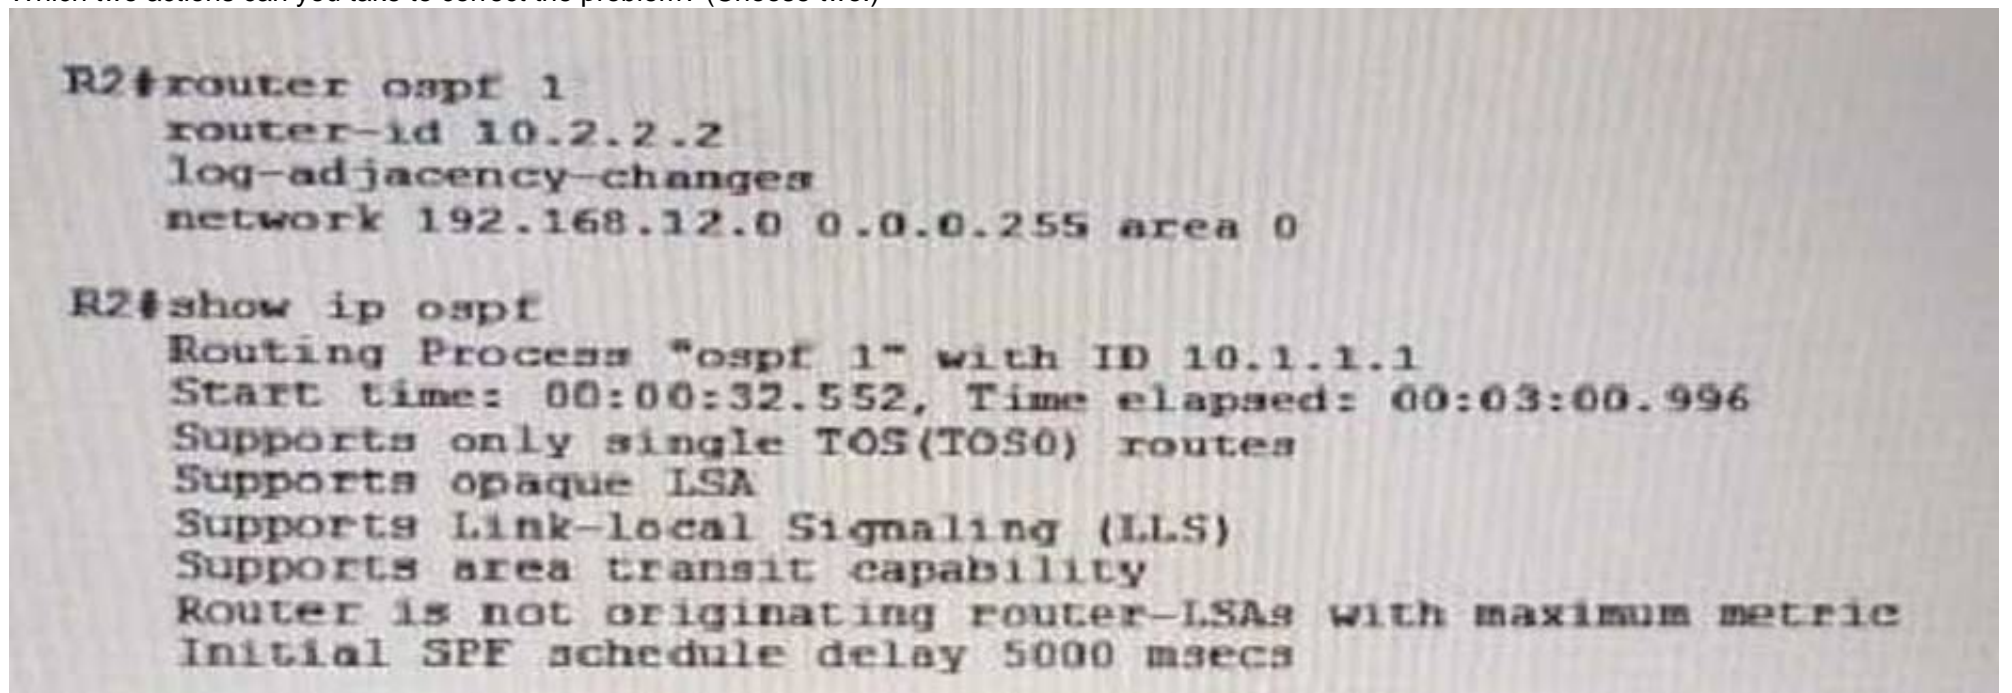 Which two actions can you take to correct the problem? (Choose two.)
R2#router ospf 1
router-id 10.2.2.2
log-adjacency-changes
network 192.168.12.0 0.0.0.255 area 0
R2#show ip ospf
Routing Process "ospf 1" with ID 10.1.1.1
Start time: 00:00:32.552, Time elapsed: 00:03:00.996
Supports only single TOS(TOS0) routes
Supports opaque LSA
Supports Link-local Signaling (LLS)
Supports area transit capability
Router is not originating router-LSAs with maximum metric
Initial SPF schedule delay 5000 msecs